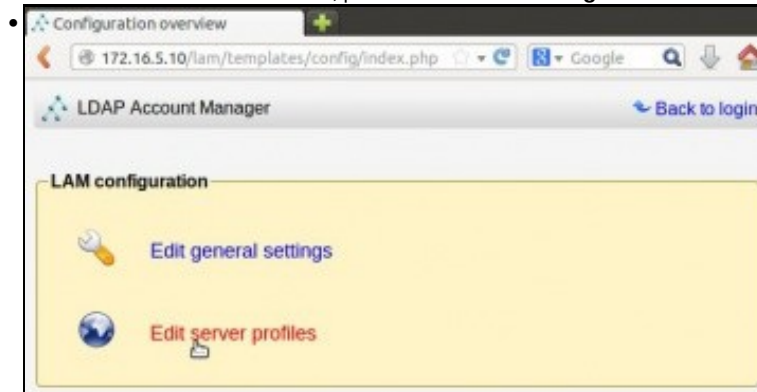 Configuration overview
172.16.5.10/lam/templates/config/index.php
Google
LDAP Account Manager
Back to login
LAM configuration
Edit general settings
Edit server profiles